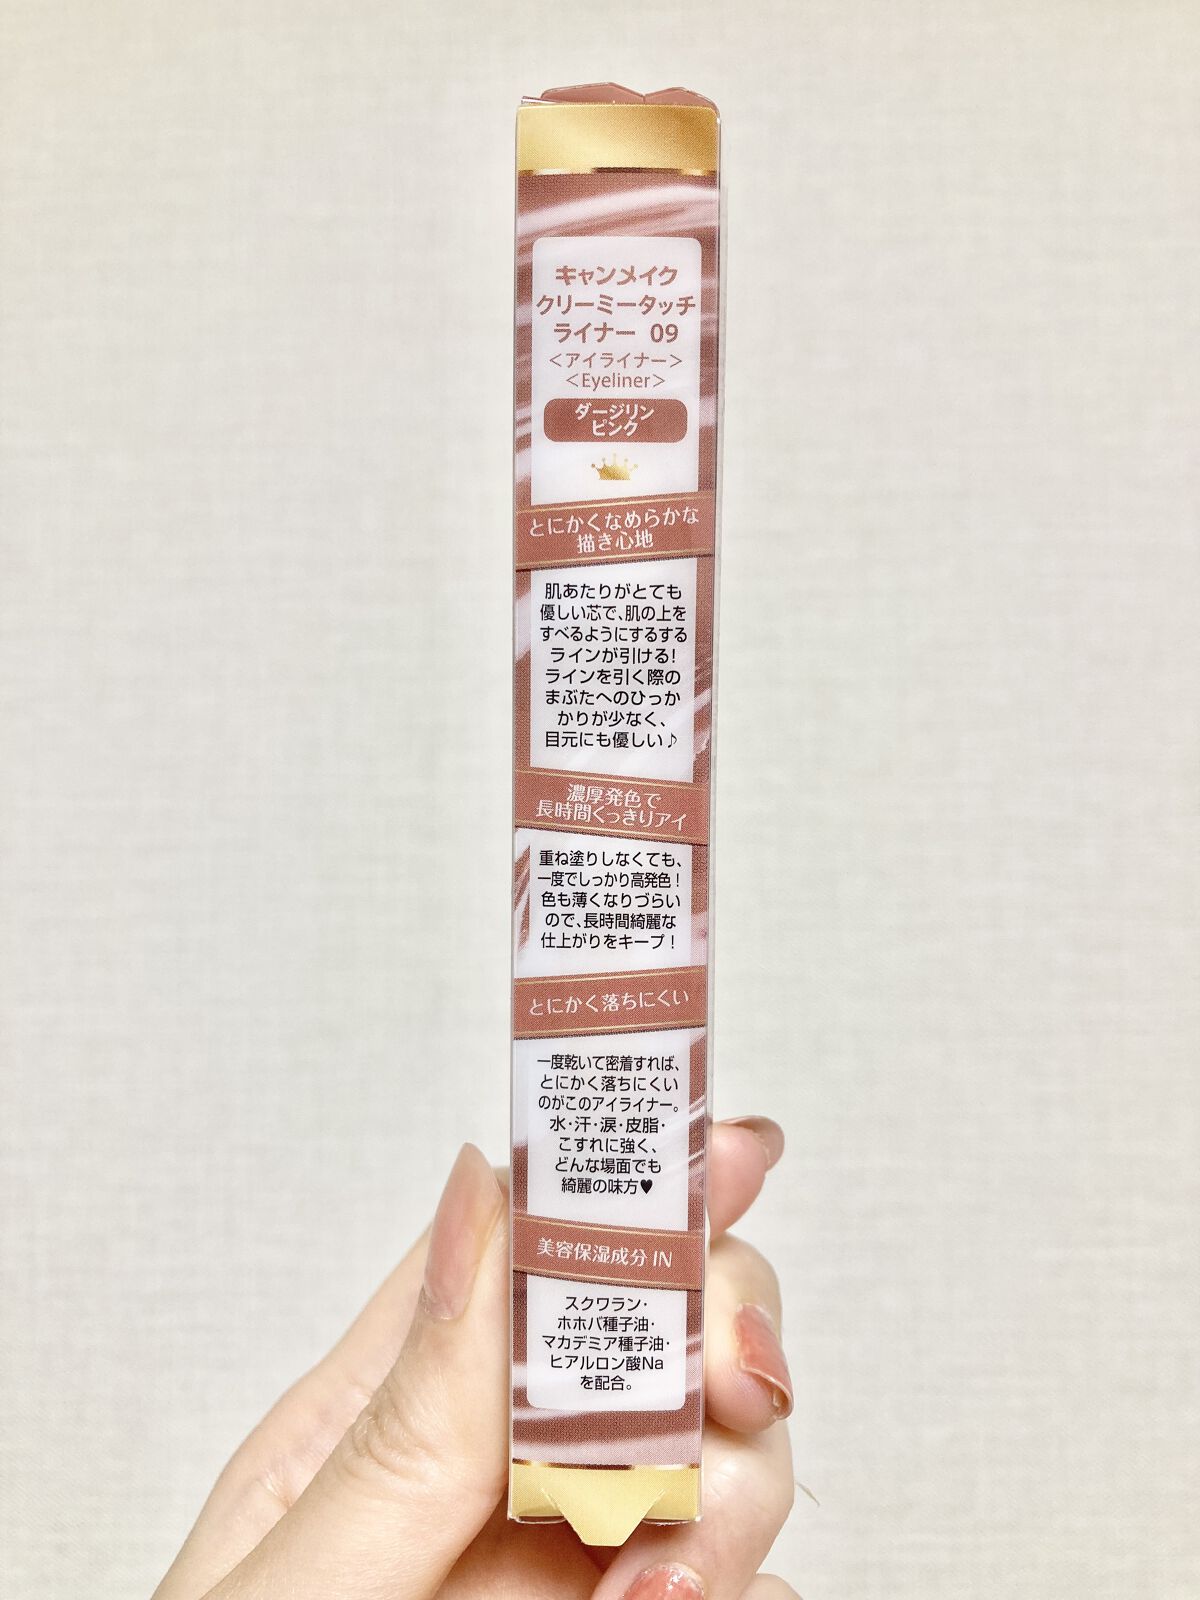 キャンメイク
クリーミータッチ
ライナー 09
＜アイライナー＞
＜Eyeliner＞
ダージリン
ピンク
とにかくなめらかな
描き心地
肌あたりがとても
優しい芯で、肌の上を
すべるようにするする
ラインが引ける！
ラインを引く際の
まぶたへのひっか
かりが少なく、
目元にも優しい♪
濃厚発色で
長時間くっきりアイ
重ね塗りしなくても、
一度でしっかり高発色！
色も薄くなりづらい
ので、長時間綺麗な
仕上がりをキープ！
とにかく落ちにくい
一度乾いて密着すれば、
とにかく落ちにくい
のがこのアイライナー。
水・汗・涙・皮脂・
こすれに強く、
どんな場面でも
綺麗の味方♥
美容保湿成分 IN
スクワラン・
ホホバ種子油・
マカデミア種子油・
ヒアルロン酸Na
を配合。